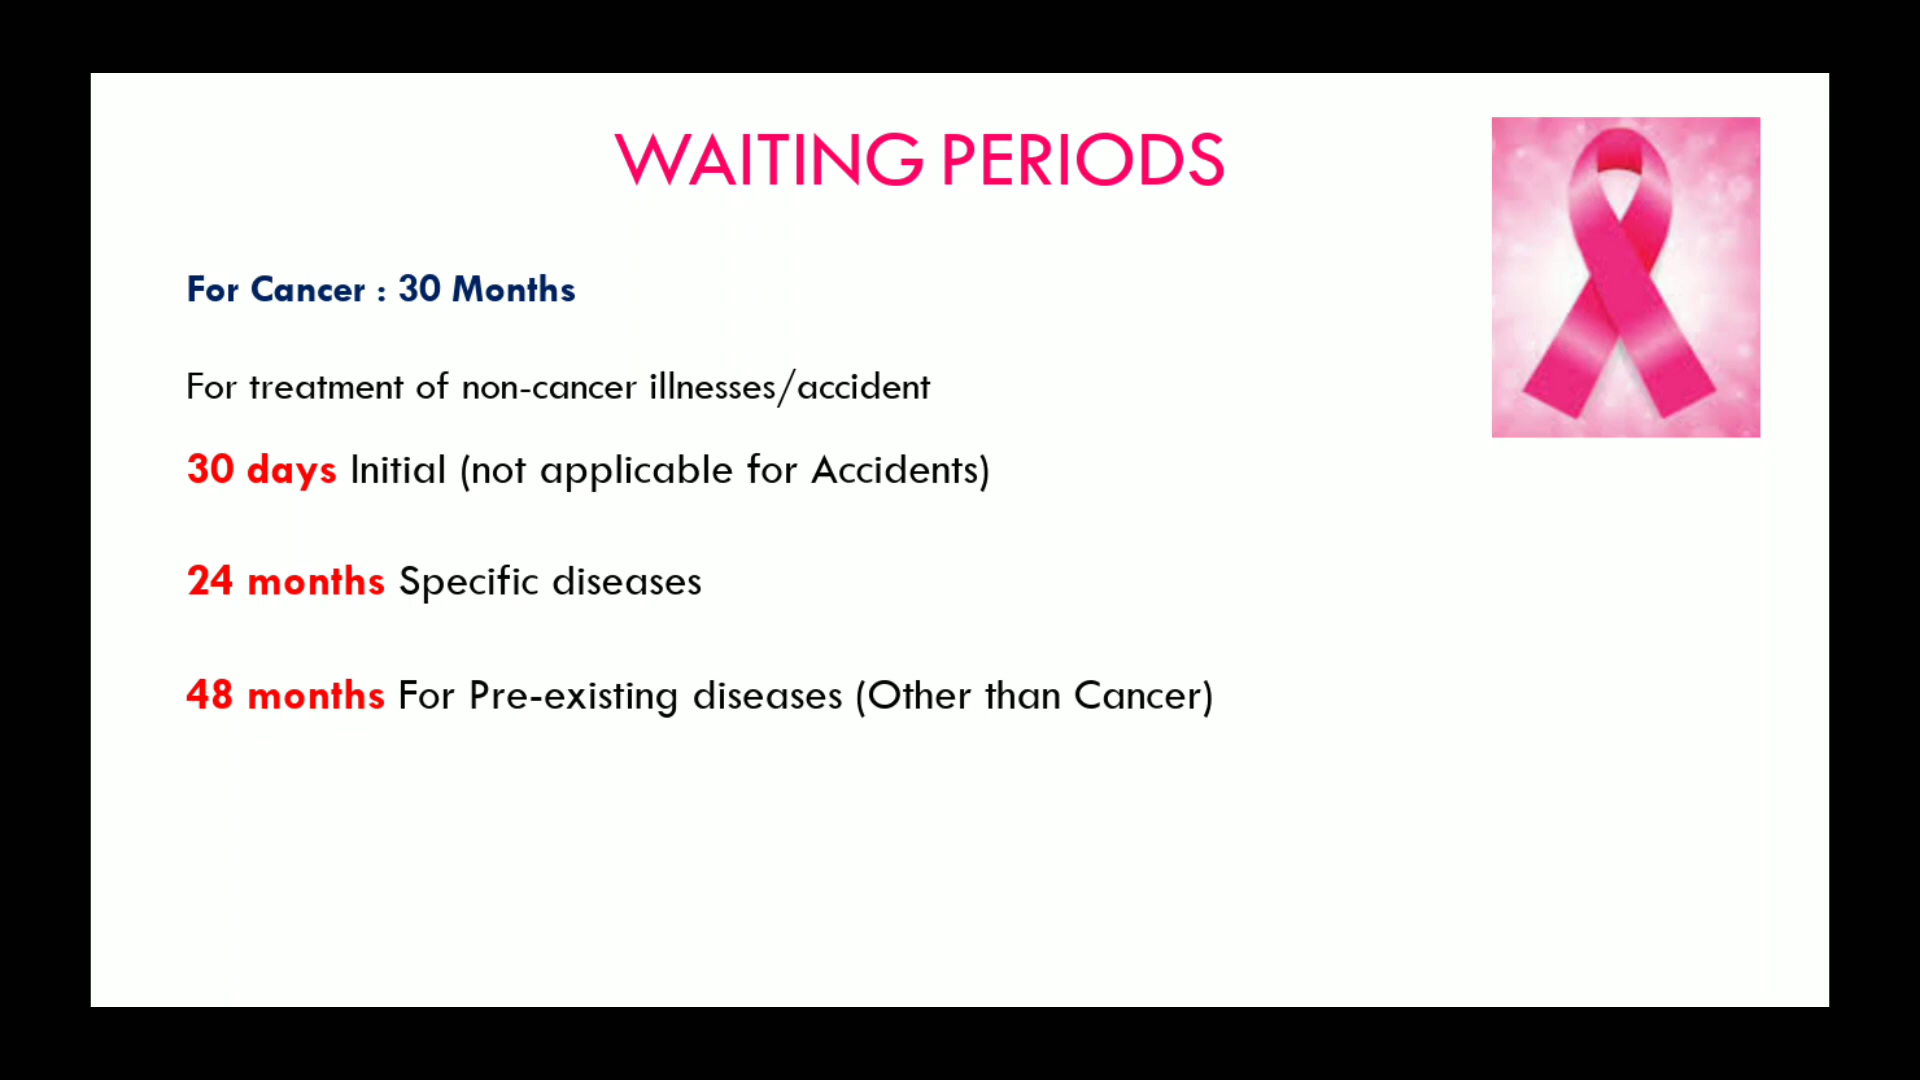 WAITING PERIODS
For Cancer : 30 Months
For treatment of non-cancer illnesses/accident
30 days Initial (not applicable for Accidents)
24 months Specific diseases
48 months For Pre-existing diseases (Other than Cancer)